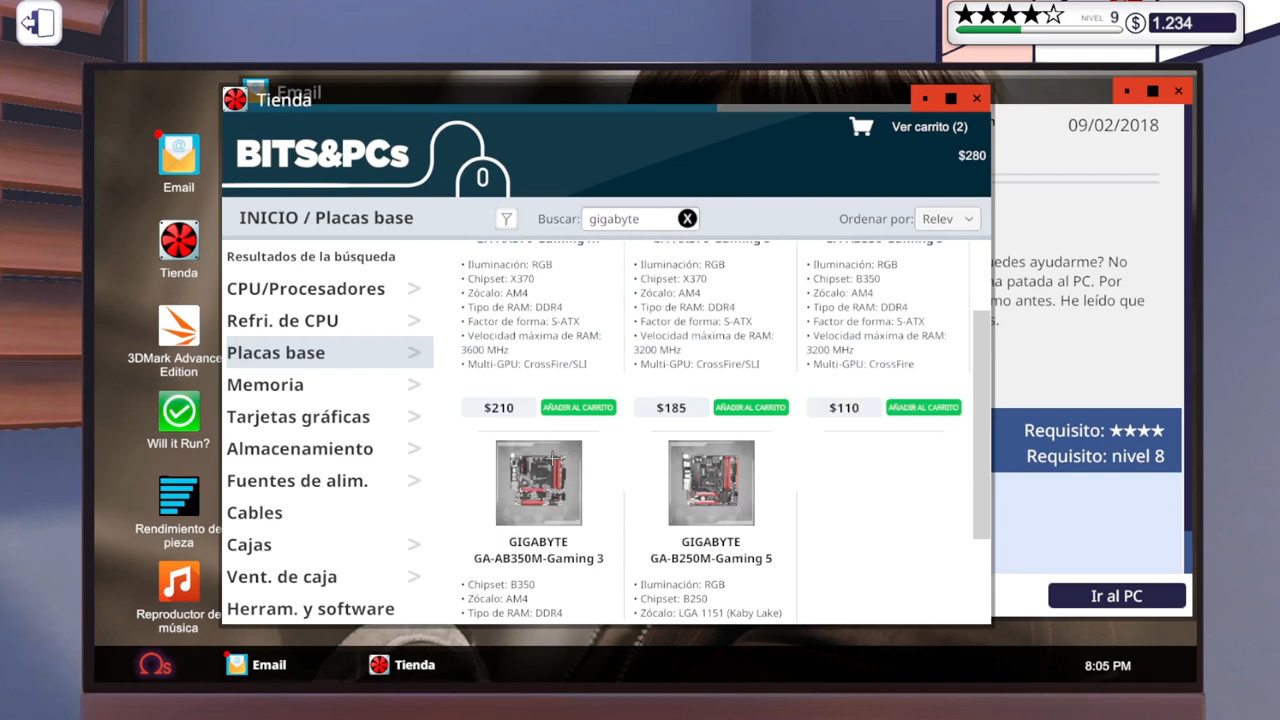 NIVEL 9 $ 1.234
Email
Tienda
09/02/2018
BITS&PCs
Ver carrito (2)
$280
INICIO / Placas base
Buscar: gigabyte X
Ordenar por: Relev
Email
Tienda
3DMark Advance
Edition
Will it Run?
Rendimiento de
pieza
Reproductor de
música
Resultados de la búsqueda
CPU/Procesadores >
Refri. de CPU >
Placas base >
Memoria >
Tarjetas gráficas >
Almacenamiento >
Fuentes de alim. >
Cables
Cajas >
Vent. de caja >
Herram. y software
• Iluminación: RGB
• Chipset: X370
• Zócalo: AM4
• Tipo de RAM: DDR4
• Factor de forma: S-ATX
• Velocidad máxima de RAM:
3600 MHz
• Multi-GPU: CrossFire/SLI
$210 AÑADIR AL CARRITO
• Iluminación: RGB
• Chipset: X370
• Zócalo: AM4
• Tipo de RAM: DDR4
• Factor de forma: S-ATX
• Velocidad máxima de RAM:
3200 MHz
• Multi-GPU: CrossFire/SLI
$185 AÑADIR AL CARRITO
• Iluminación: RGB
• Chipset: B350
• Zócalo: AM4
• Tipo de RAM: DDR4
• Factor de forma: S-ATX
• Velocidad máxima de RAM:
3200 MHz
• Multi-GPU: CrossFire
$110 AÑADIR AL CARRITO
GIGABYTE
GA-AB350M-Gaming 3
• Chipset: B350
• Zócalo: AM4
• Tipo de RAM: DDR4
GIGABYTE
GA-B250M-Gaming 5
• Iluminación: RGB
• Chipset: B250
• Zócalo: LGA 1151 (Kaby Lake)
edes ayudarme? No
a patada al PC. Por
mo antes. He leído que
s.
Requisito: ★★★★
Requisito: nivel 8
Ir al PC
Ωs
Email
Tienda
8:05 PM